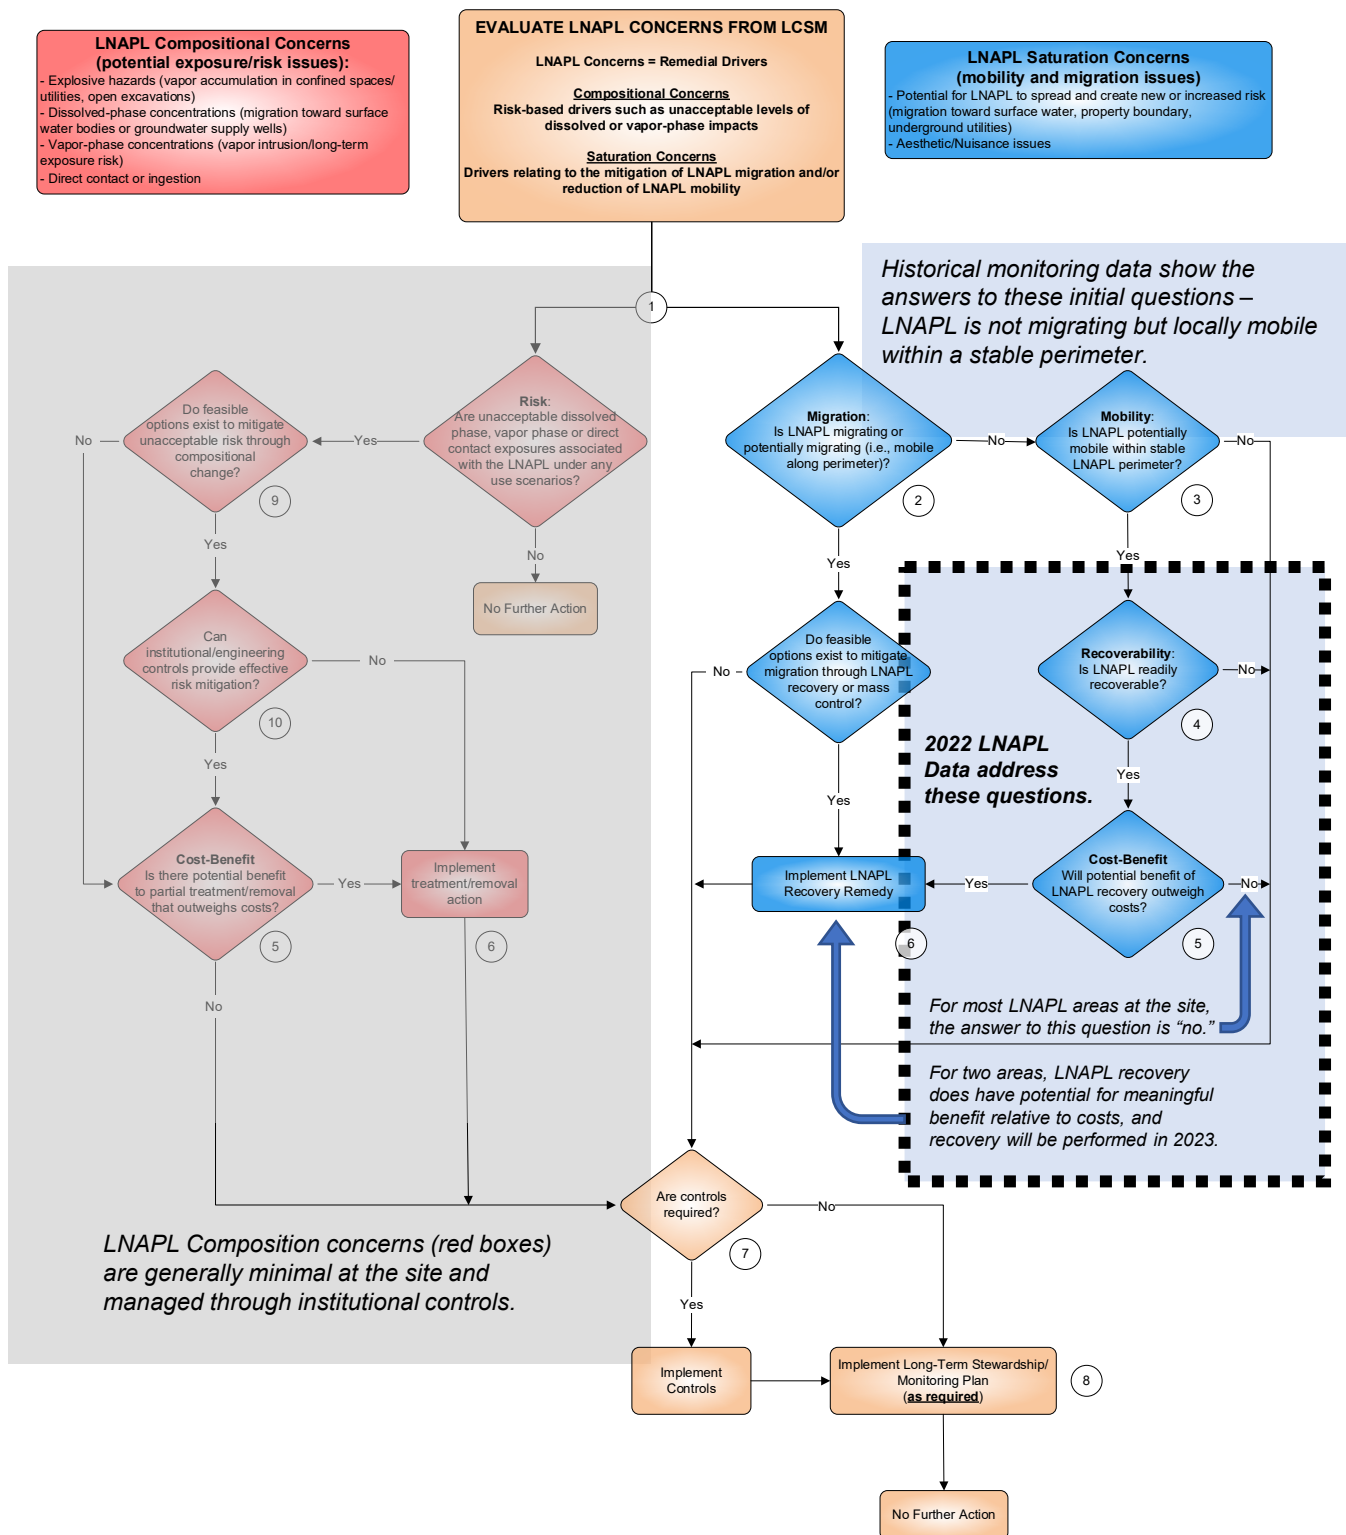 LNAPL Compositional Concerns
(potential exposure/risk issues):
- Explosive hazards (vapor accumulation in confined spaces/
utilities, open excavations)
- Dissolved-phase concentrations (migration toward surface
water bodies or groundwater supply wells)
- Vapor-phase concentrations (vapor intrusion/long-term
exposure risk)
- Direct contact or ingestion
EVALUATE LNAPL CONCERNS FROM LCSM
LNAPL Concerns = Remedial Drivers
Compositional Concerns
Risk-based drivers such as unacceptable levels of
dissolved or vapor-phase impacts
Saturation Concerns
Drivers relating to the mitigation of LNAPL migration and/or
reduction of LNAPL mobility
LNAPL Saturation Concerns
(mobility and migration issues)
- Potential for LNAPL to spread and create new or increased risk
(migration toward surface water, property boundary,
underground utilities)
- Aesthetic/Nuisance issues
Historical monitoring data show the
answers to these initial questions –
LNAPL is not migrating but locally mobile
within a stable perimeter.
1
Do feasible
options exist to mitigate
unacceptable risk through
compositional
change?
9
No
Yes
Risk:
Are unacceptable dissolved
phase, vapor phase or direct
contact exposures associated
with the LNAPL under any
use scenarios?
Migration:
Is LNAPL migrating or
potentially migrating (i.e., mobile
along perimeter)?
2
No
Mobility:
Is LNAPL potentially
mobile within stable
LNAPL perimeter?
3
No
Yes
No
Yes
Yes
No Further Action
Can
institutional/engineering
controls provide effective
risk mitigation?
10
No
Yes
Do feasible
options exist to mitigate
migration through LNAPL
recovery or mass
control?
No
Yes
Recoverability:
Is LNAPL readily
recoverable?
4
No
Yes
2022 LNAPL
Data address
these questions.
Cost-Benefit
Is there potential benefit
to partial treatment/removal
that outweighs costs?
5
Yes
No
Implement
treatment/removal
action
6
Implement LNAPL
Recovery Remedy
6
Yes
Cost-Benefit
Will potential benefit of
LNAPL recovery outweigh
costs?
5
No
For most LNAPL areas at the site,
the answer to this question is “no.”
For two areas, LNAPL recovery
does have potential for meaningful
benefit relative to costs, and
recovery will be performed in 2023.
Are controls
required?
7
No
Yes
LNAPL Composition concerns (red boxes)
are generally minimal at the site and
managed through institutional controls.
Implement
Controls
Implement Long-Term Stewardship/
Monitoring Plan
(as required)
8
No Further Action